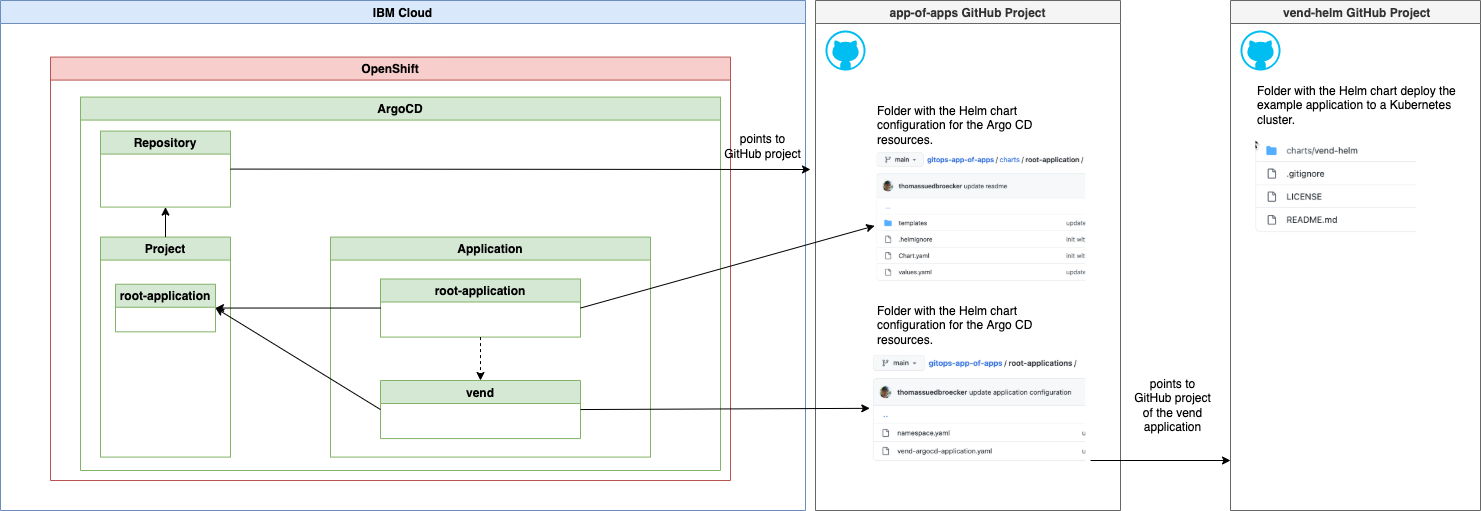 IBM Cloud
OpenShift
ArgoCD
Repository
points to
GitHub project
Project
root-application
Application
root-application
vend
app-of-apps GitHub Project
Folder with the Helm chart
configuration for the Argo CD
resources.
main
gitops-app-of-apps / charts / root-application /
thomassuedbroecker update readme
..
templates update
.helmignore init wit
Chart.yaml init wit
values.yaml update
Folder with the Helm chart
configuration for the Argo CD
resources.
main
gitops-app-of-apps / root-applications /
thomassuedbroecker update application configuration
..
namespace.yaml u
vend-argocd-application.yaml u
points to
GitHub project
of the vend
application
vend-helm GitHub Project
Folder with the Helm chart deploy the
example application to a Kubernetes
cluster.
charts/vend-helm
.gitignore
LICENSE
README.md